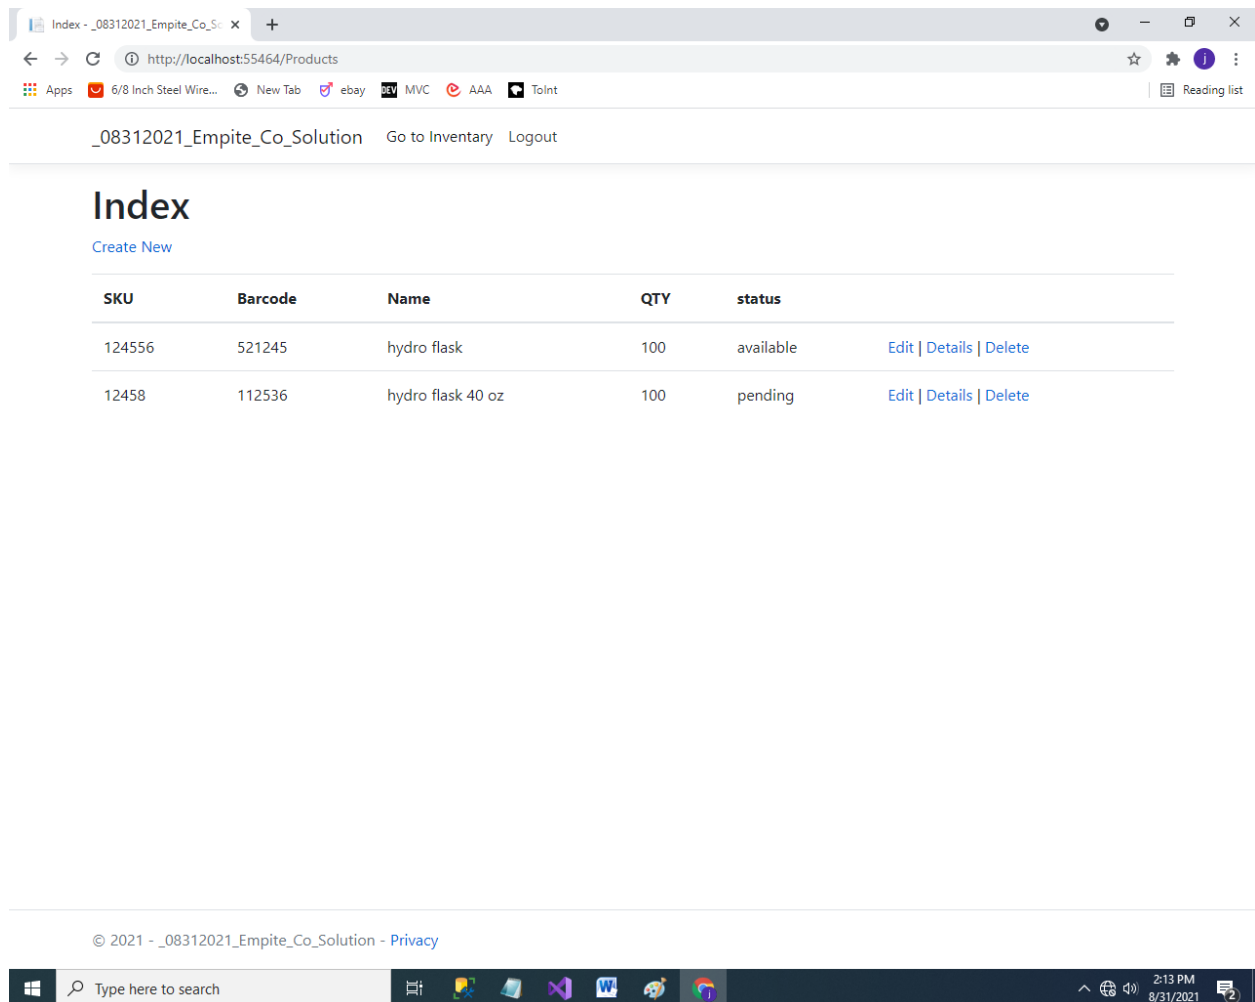 Index - _08312021_Empite_Co_So
http://localhost:55464/Products
j
Apps 6/8 Inch Steel Wire... New Tab ebay DEV MVC AAA ToInt Reading list
_08312021_Empite_Co_Solution Go to Inventary Logout
Index
Create New
SKU Barcode Name QTY status
124556 521245 hydro flask 100 available Edit | Details | Delete
12458 112536 hydro flask 40 oz 100 pending Edit | Details | Delete
© 2021 - _08312021_Empite_Co_Solution - Privacy
Type here to search W j 2:13 PM
8/31/2021 2